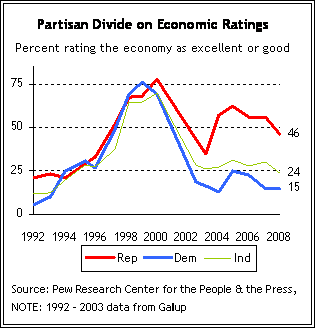 Partisan Divide on Economic Ratings
Percent rating the economy as excellent or good
75
50
25
0
46
24
15
1992 1994 1996 1998 2000 2002 2004 2006 2008
Rep Dem Ind
Source: Pew Research Center for the People & the Press,
NOTE: 1992 - 2003 data from Galup